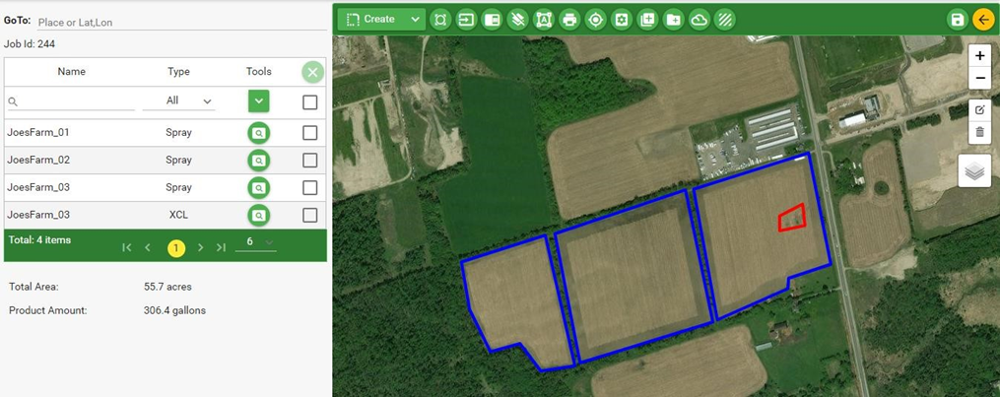 GoTo: Place or Lat,Lon
Job Id: 244
Name Type Tools
All
JoesFarm_01 Spray
JoesFarm_02 Spray
JoesFarm_03 Spray
JoesFarm_03 XCL
Total: 4 items 1 6
Total Area: 55.7 acres
Product Amount: 306.4 gallons
Create
A
+
−